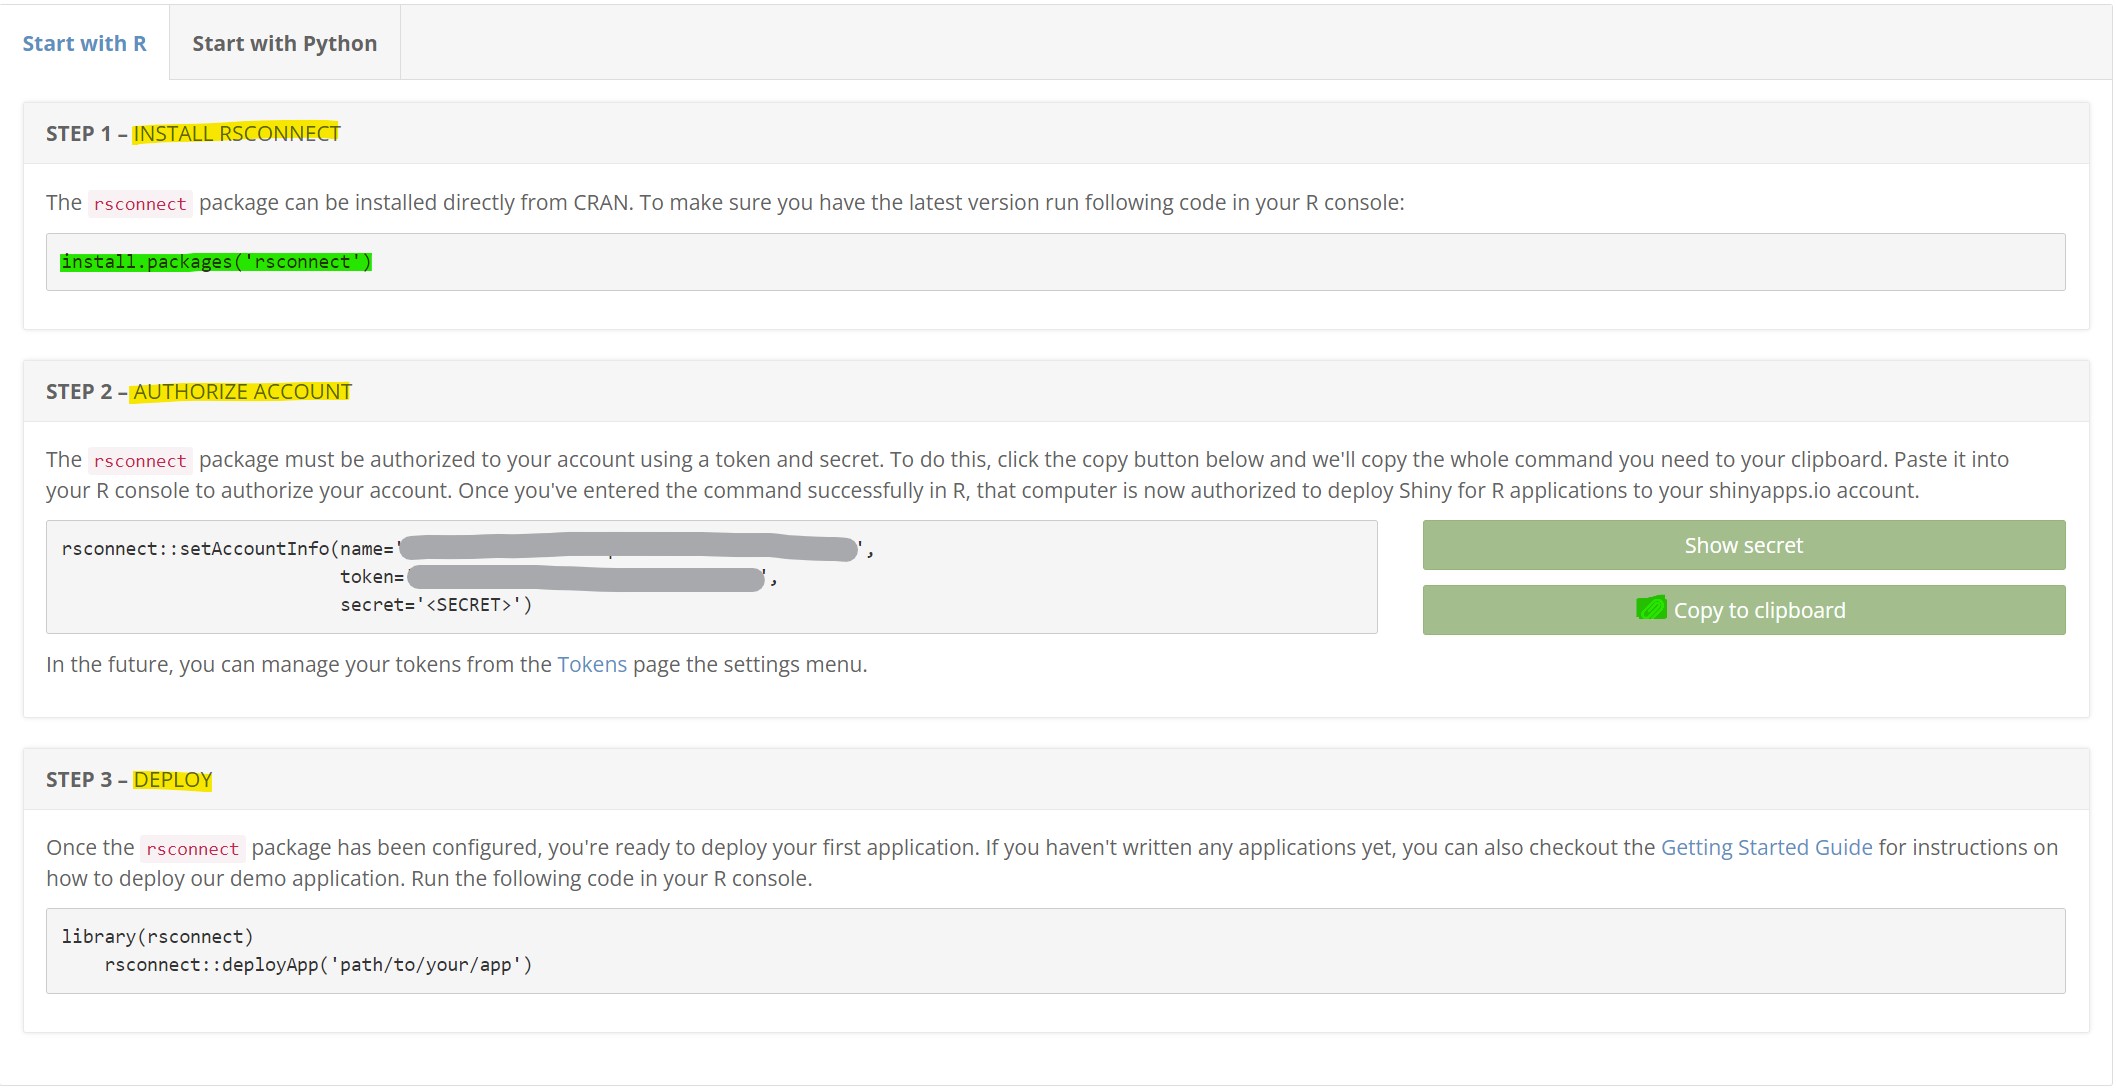 Start with R
Start with Python
STEP 1 – INSTALL RSCONNECT
The rsconnect package can be installed directly from CRAN. To make sure you have the latest version run following code in your R console:
install.packages('rsconnect')
STEP 2 – AUTHORIZE ACCOUNT
The rsconnect package must be authorized to your account using a token and secret. To do this, click the copy button below and we'll copy the whole command you need to your clipboard. Paste it into
your R console to authorize your account. Once you've entered the command successfully in R, that computer is now authorized to deploy Shiny for R applications to your shinyapps.io account.
rsconnect::setAccountInfo(name='',
token='',
secret='<SECRET>')
Show secret
Copy to clipboard
In the future, you can manage your tokens from the Tokens page the settings menu.
STEP 3 – DEPLOY
Once the rsconnect package has been configured, you're ready to deploy your first application. If you haven't written any applications yet, you can also checkout the Getting Started Guide for instructions on
how to deploy our demo application. Run the following code in your R console.
library(rsconnect)
rsconnect::deployApp('path/to/your/app')